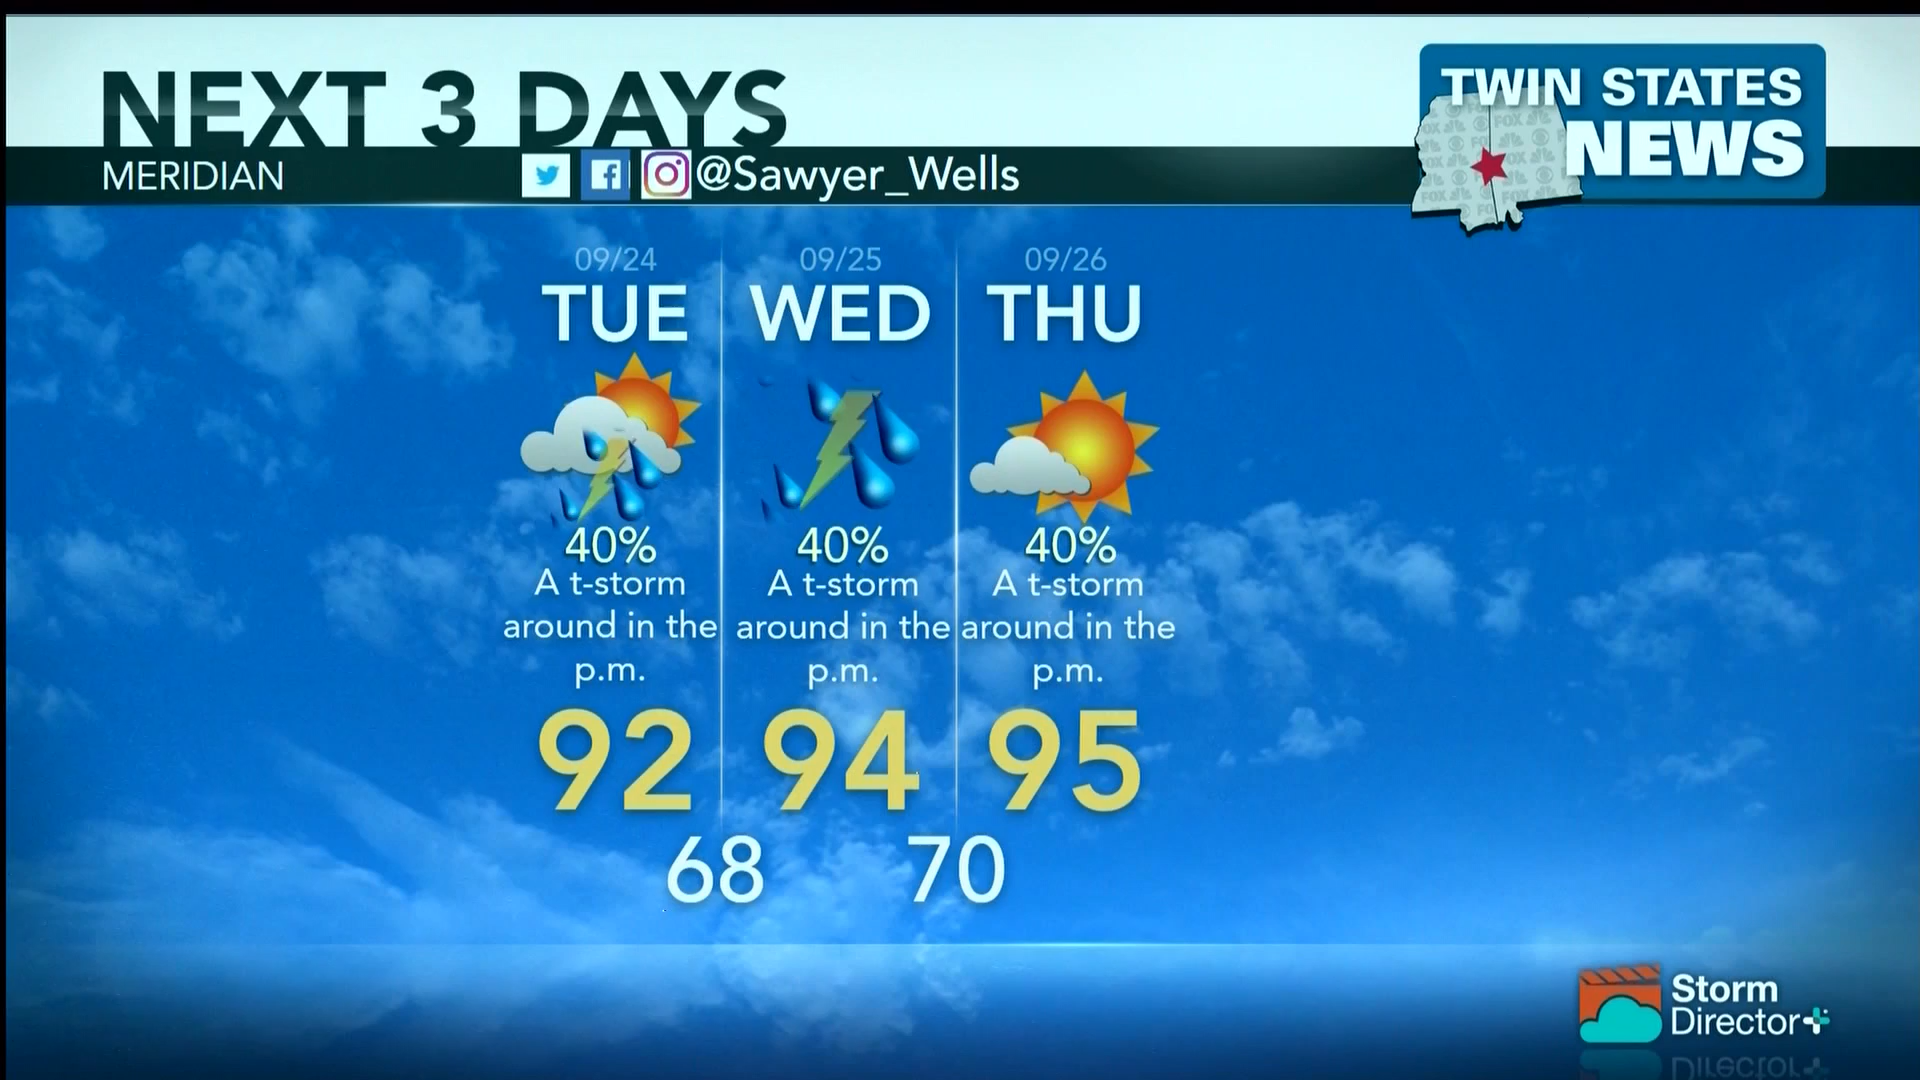 NEXT 3 DAYS
MERIDIAN
@Sawyer_Wells
TWIN STATES
NEWS
09/24
TUE
40%
A t-storm
around in the
p.m.
92
09/25
WED
40%
A t-storm
around in the
p.m.
94
09/26
THU
40%
A t-storm
around in the
p.m.
95
68
70
Storm
Director+